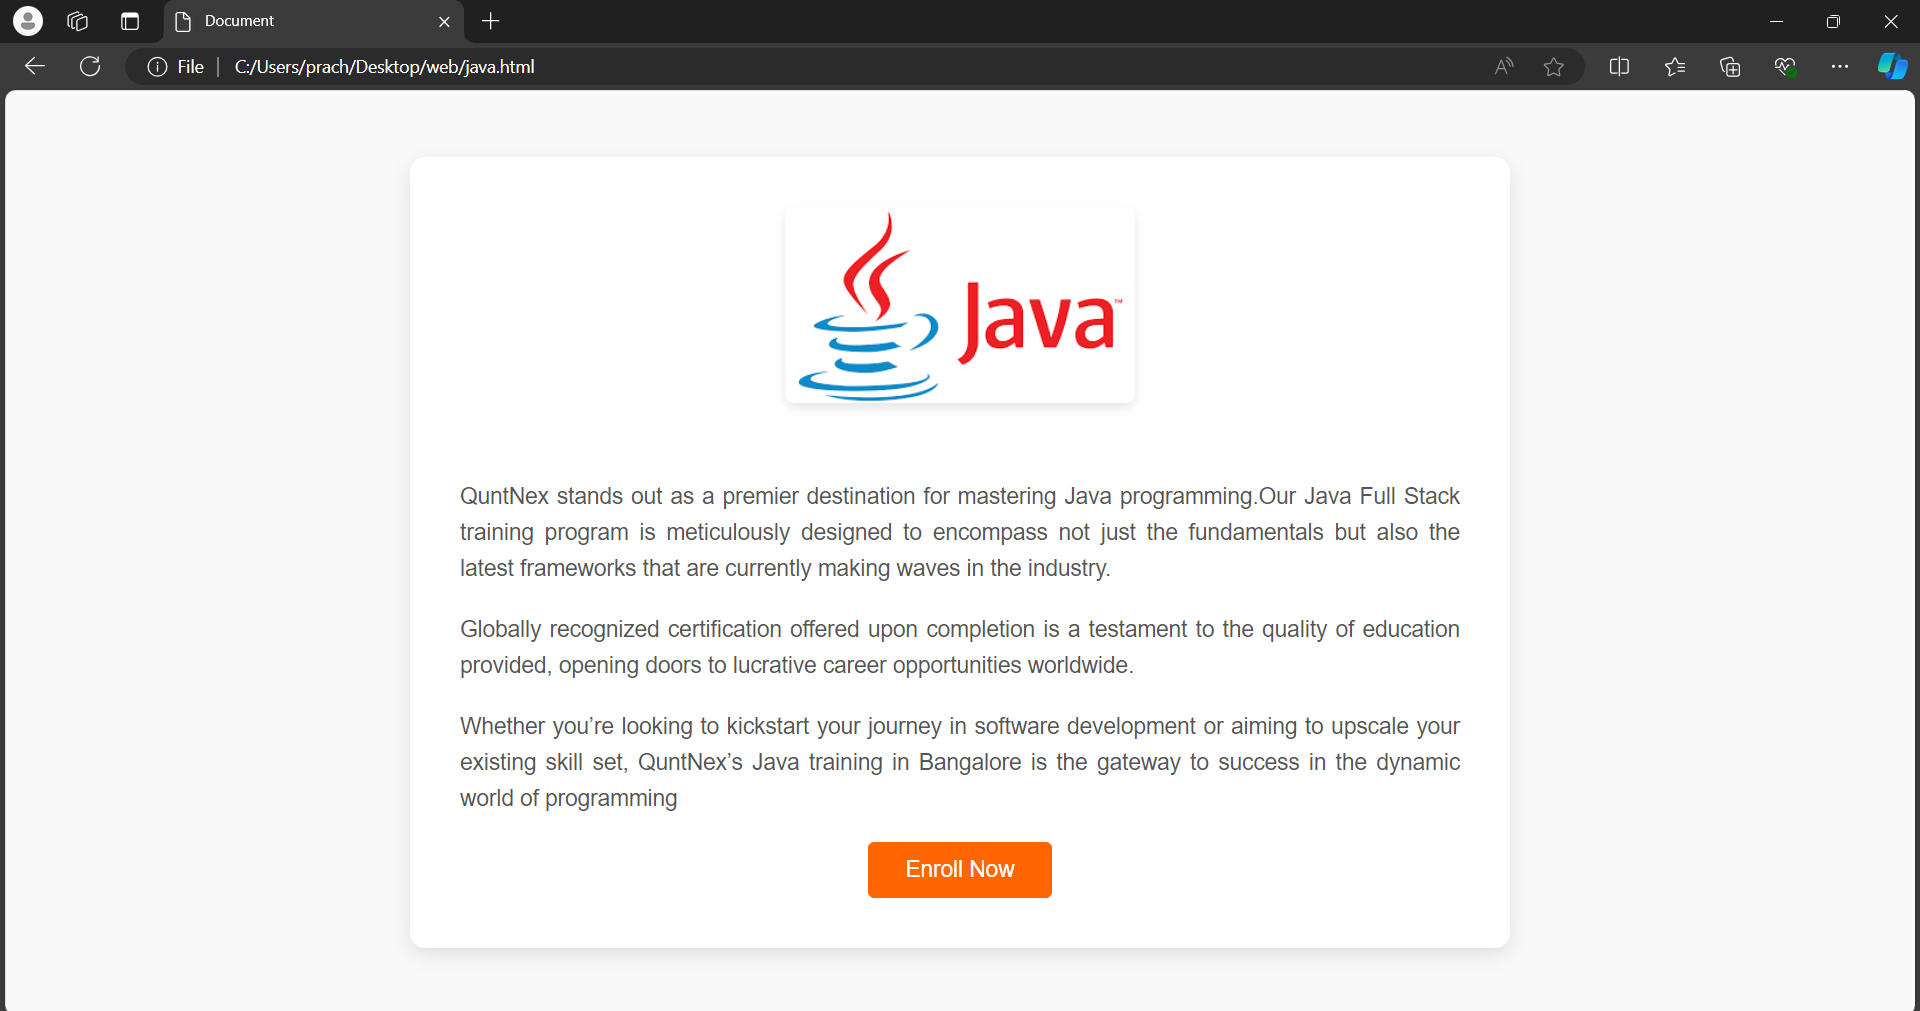 Document
File
C:/Users/prach/Desktop/web/java.html
Java™
QuntNex stands out as a premier destination for mastering Java programming.Our Java Full Stack
training program is meticulously designed to encompass not just the fundamentals but also the
latest frameworks that are currently making waves in the industry.
Globally recognized certification offered upon completion is a testament to the quality of education
provided, opening doors to lucrative career opportunities worldwide.
Whether you’re looking to kickstart your journey in software development or aiming to upscale your
existing skill set, QuntNex’s Java training in Bangalore is the gateway to success in the dynamic
world of programming
Enroll Now